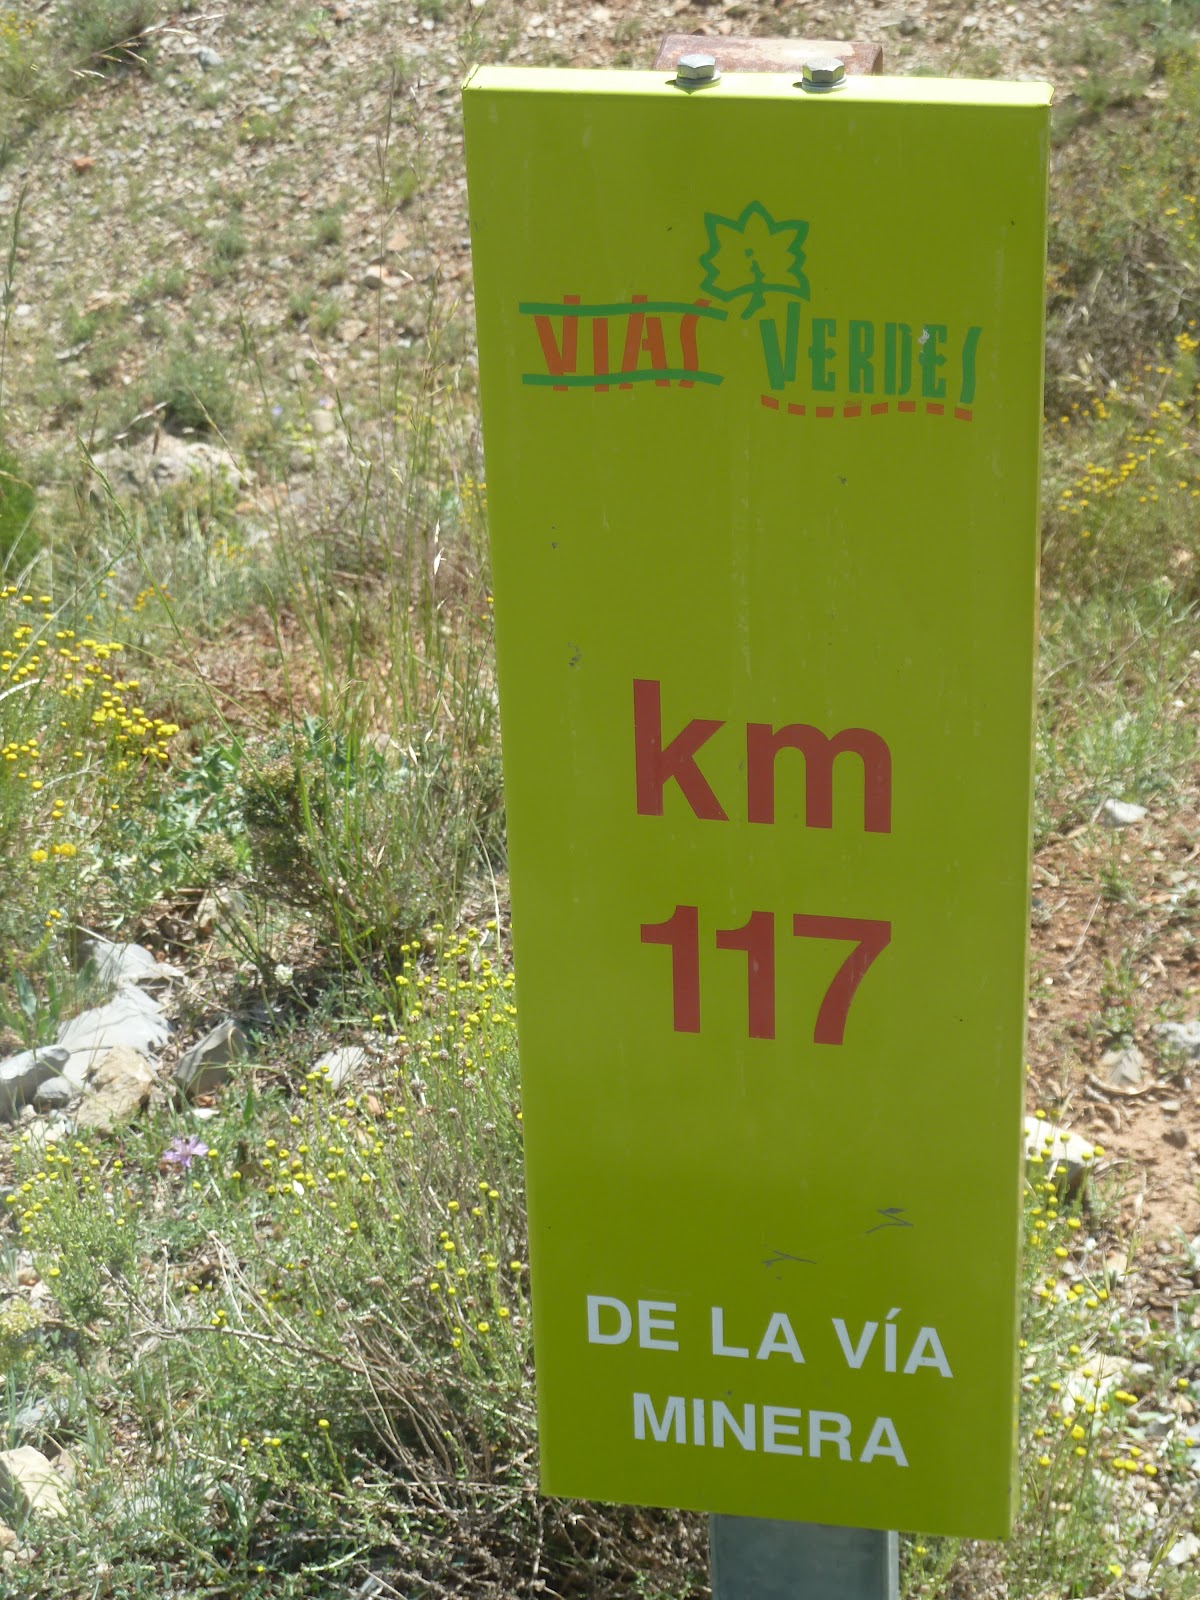 VIAS VERDES
km
117
DE LA VÍA
MINERA